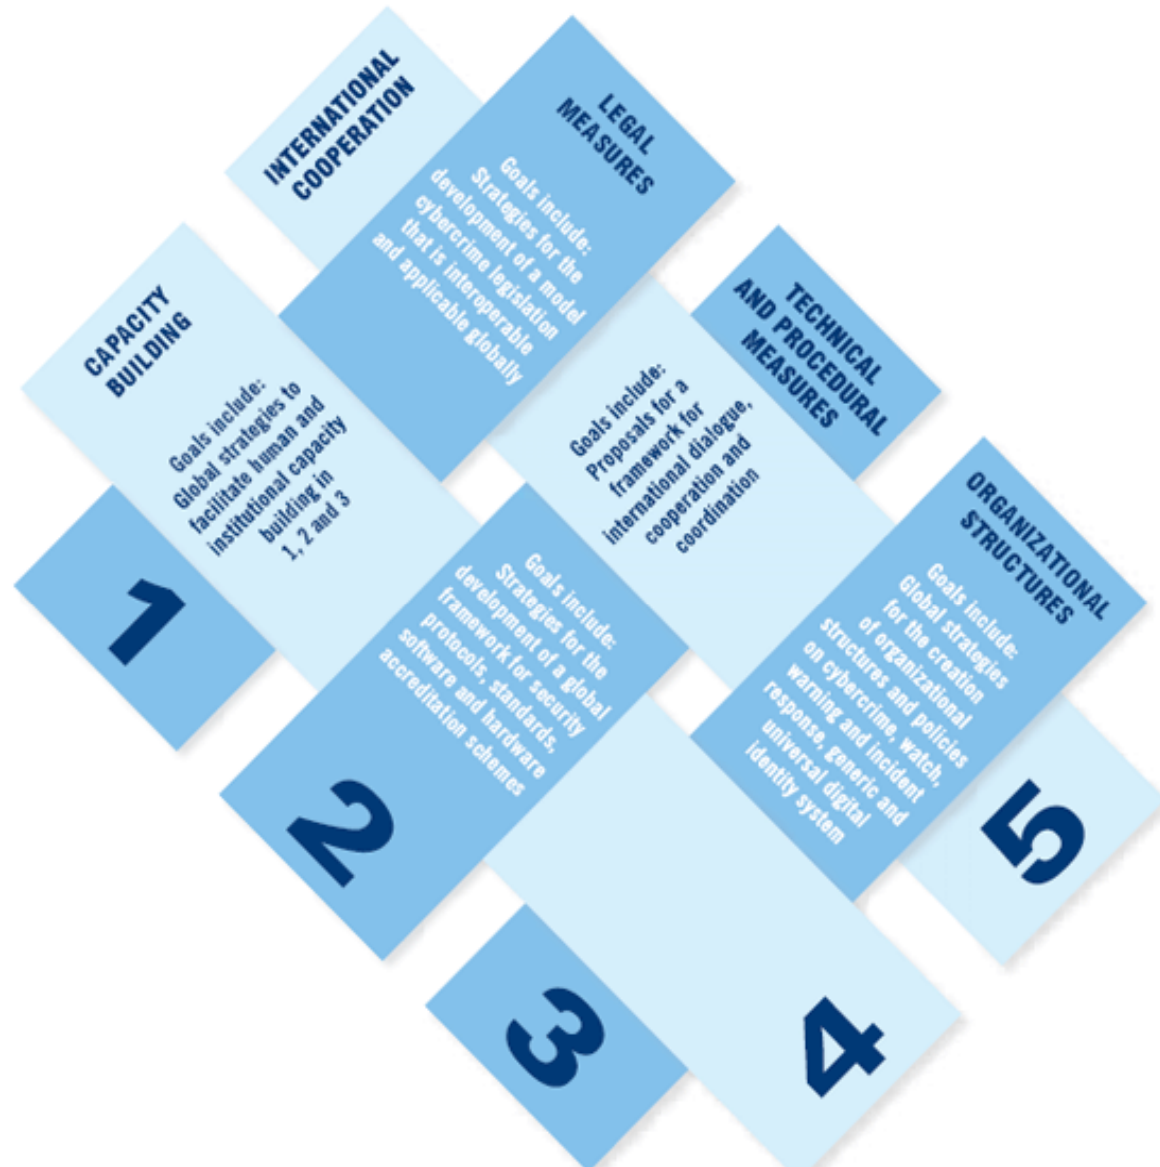 INTERNATIONAL
COOPERATION
LEGAL
MEASURES
Goals include:
Strategies for the
development of a model
cybercrime legislation
that is interoperable
and applicable globally
TECHNICAL
AND PROCEDURAL
MEASURES
CAPACITY
BUILDING
Goals include:
Global strategies to
facilitate human and
institutional capacity
building in
1, 2 and 3
Goals include:
Proposals for a
framework for
international dialogue,
cooperation and
coordination
ORGANIZATIONAL
STRUCTURES
Goals include:
Global strategies
for the creation
of organizational
structures and policies
on cybercrime, watch,
warning and incident
response, generic and
universal digital
identity system
1
Goals include:
Strategies for the
development of a global
framework for security
protocols, standards,
software and hardware
accreditation schemes
2
5
3
4